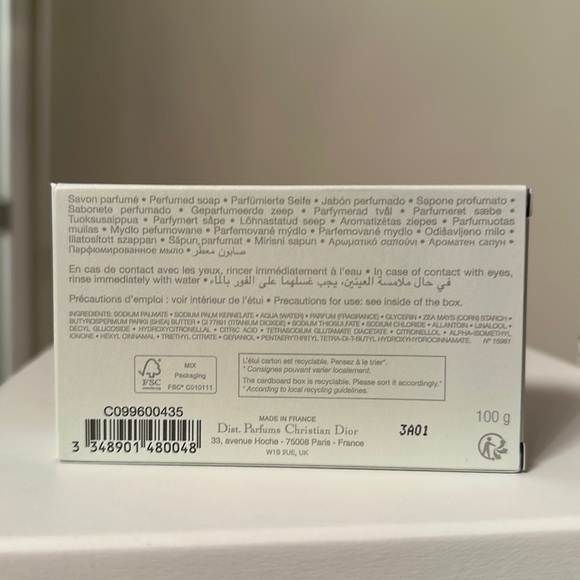 Savon parfumé • Perfumed soap • Parfümierte Seife • Jabón perfumado • Sapone profumato •
Sabonete perfumado • Geparfumeerde zeep • Parfymerad tvål • Parfumeret sæbe •
Tuoksusaippua • Parfymert såpe • Lõhnastatud seep • Aromatizētas ziepes • Parfumuotas
muilas • Mydło perfumowane • Parfemované mýdlo • Parfémované mydlo • Odišavljeno milo •
Illatosított szappan • Săpun parfumat • Mirisni sapun • Αρωματικό σαπούνι • Ароматен сапун •
Парфюмированное мыло • صابون معطر
En cas de contact avec les yeux, rincer immédiatement à l'eau • In case of contact with eyes,
rinse immediately with water • في حال ملامسة العينين، يجب غسلهما على الفور بالماء
Précautions d'emploi : voir intérieur de l'étui • Precautions for use: see inside of the box.
INGREDIENTS: SODIUM PALMATE • SODIUM PALM KERNELATE • AQUA (WATER) • PARFUM (FRAGRANCE) • GLYCERIN • ZEA MAYS (CORN) STARCH •
BUTYROSPERMUM PARKII (SHEA) BUTTER • CI 77891 (TITANIUM DIOXIDE) • SODIUM THIOSULFATE • SODIUM CHLORIDE • ALLANTOIN • LINALOOL •
DECYL GLUCOSIDE • HYDROXYCITRONELLAL • CITRIC ACID • TETRASODIUM GLUTAMATE DIACETATE • CITRONELLOL • ALPHA-ISOMETHYL
IONONE • HEXYL CINNAMAL • TRIETHYL CITRATE • GERANIOL • PENTAERYTHRITYL TETRA-DI-T-BUTYL HYDROXYHYDROCINNAMATE. N° 15981
FSC
MIX
Packaging
FSC® C010111
L'étui carton est recyclable. Pensez à le trier*.
* Consignes pouvant varier localement.
The cardboard box is recyclable. Please sort it accordingly.*
* According to local recycling guidelines.
C099600435
3 348901 480048
MADE IN FRANCE
Dist. Parfums Christian Dior
33, avenue Hoche - 75008 Paris - France
W1S 2UE, UK
3A01
100 g